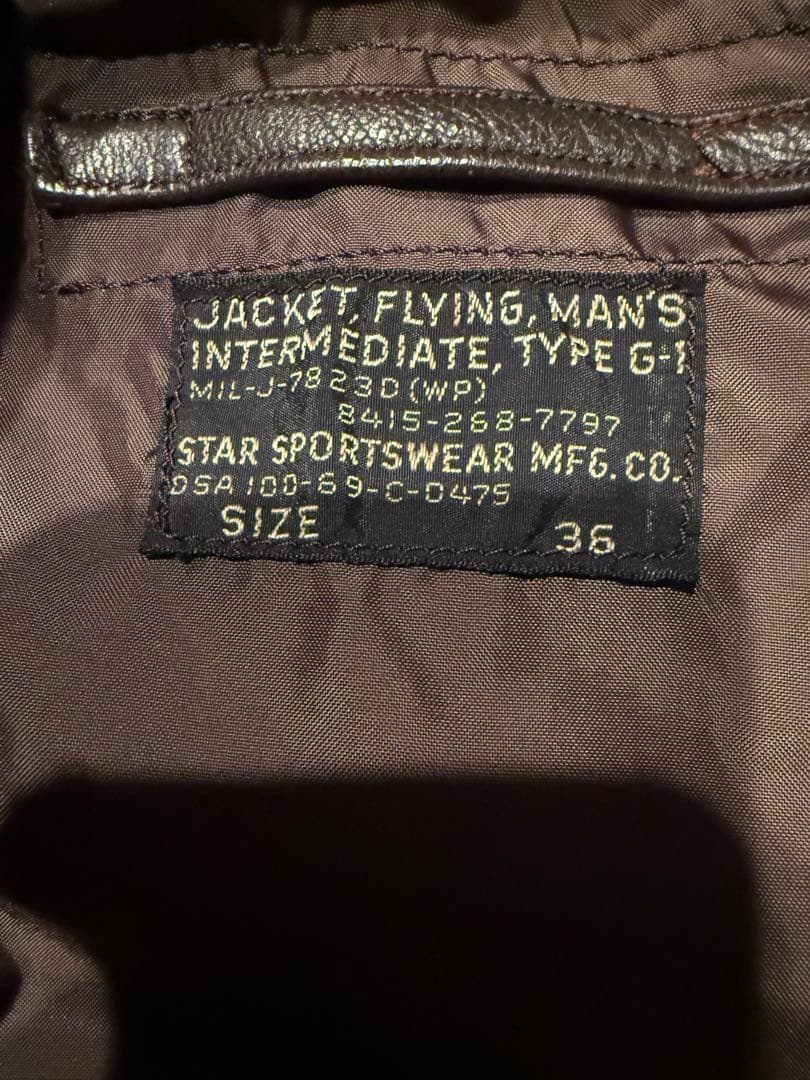 JACKET, FLYING, MAN'S
INTERMEDIATE, TYPE G-1
MIL-J-7823D(WP)
8415-268-7797
STAR SPORTSWEAR MFG. CO.
DSA 100-69-C-0475
SIZE 36